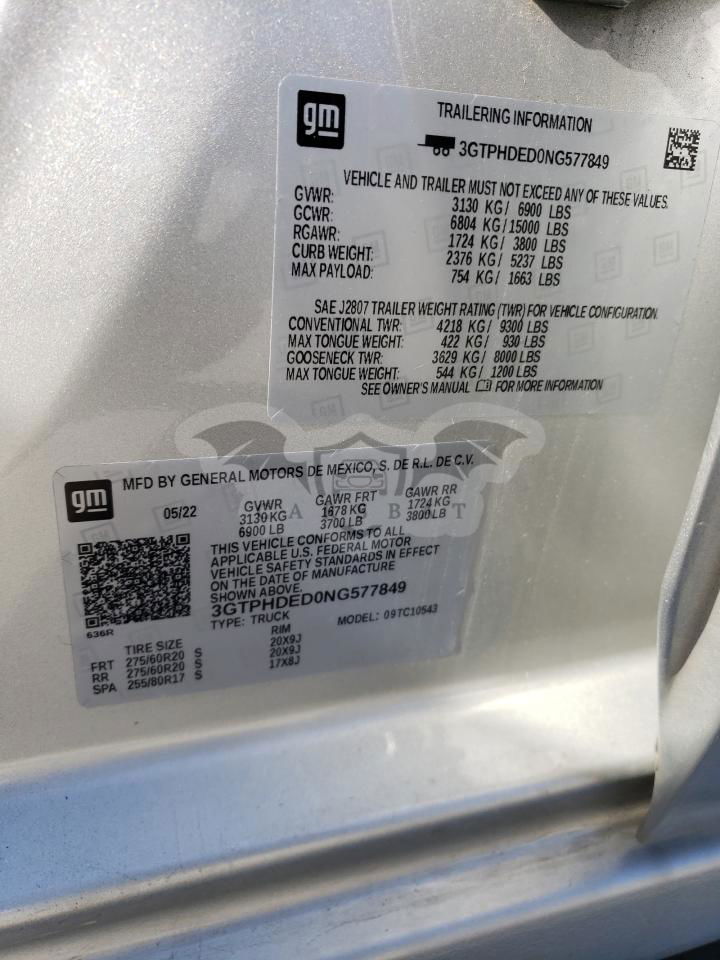 gm
TRAILERING INFORMATION
3GTPHDED0NG577849
VEHICLE AND TRAILER MUST NOT EXCEED ANY OF THESE VALUES.
GVWR: 3130 KG/ 6900 LBS
GCWR: 6804 KG/15000 LBS
RGAWR: 1724 KG/ 3800 LBS
CURB WEIGHT: 2376 KG/ 5237 LBS
MAX PAYLOAD: 754 KG/ 1663 LBS
SAE J2807 TRAILER WEIGHT RATING (TWR) FOR VEHICLE CONFIGURATION.
CONVENTIONAL TWR: 4218 KG/ 9300 LBS
MAX TONGUE WEIGHT: 422 KG/ 930 LBS
GOOSENECK TWR: 3629 KG/ 8000 LBS
MAX TONGUE WEIGHT: 544 KG/ 1200 LBS
SEE OWNER'S MANUAL FOR MORE INFORMATION
gm
MFD BY GENERAL MOTORS DE MEXICO, S. DE R.L. DE C.V.
05/22 GVWR GAWR FRT GAWR RR
3130 KG 1678 KG 1724 KG
6900 LB 3700 LB 3800 LB
THIS VEHICLE CONFORMS TO ALL
APPLICABLE U.S. FEDERAL MOTOR
VEHICLE SAFETY STANDARDS IN EFFECT
ON THE DATE OF MANUFACTURE
SHOWN ABOVE.
3GTPHDED0NG577849
TYPE: TRUCK MODEL: 09TC10543
636R
TIRE SIZE RIM
FRT 275/60R20 S 20X9J
RR 275/60R20 S 20X9J
SPA 255/80R17 S 17X8J